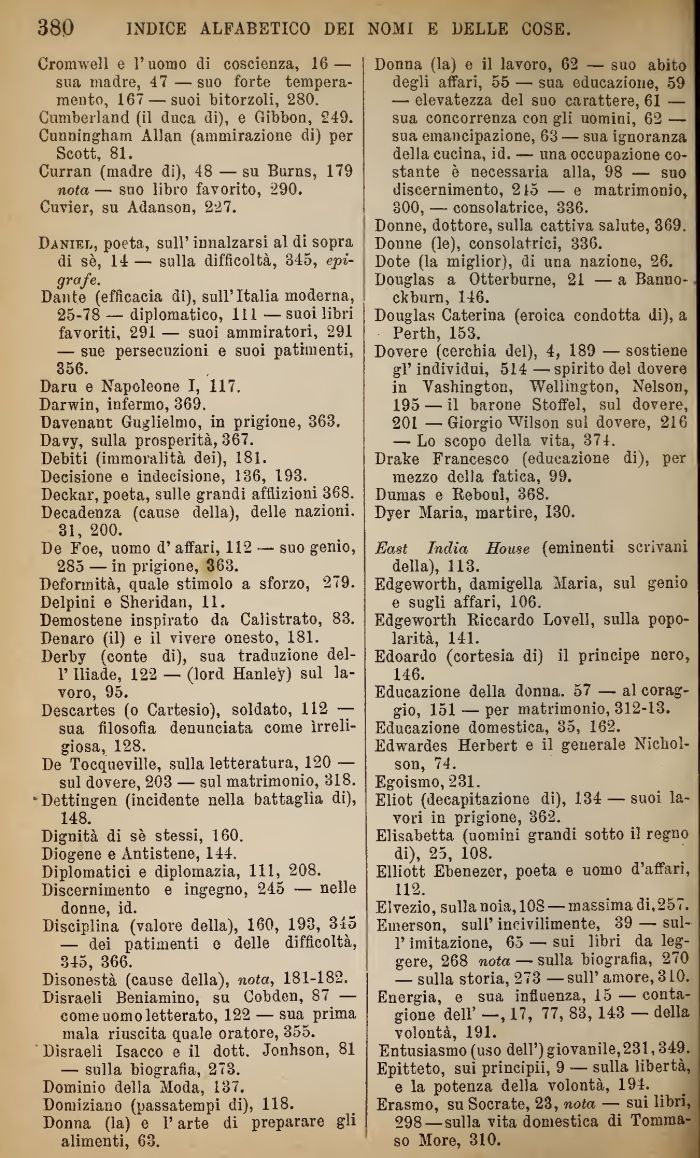 380 INDICE ALFABETICO DEI NOMI E DELLE COSE.
Cromwell e l'uomo di coscienza, 16 —
sua madre, 47 — suo forte tempera-
mento, 167 — suoi bitorzoli, 280.
Cumberland (il duca di), e Gibbon, 249.
Cunningham Allan (ammirazione di) per
Scott, 81.
Curran (madre di), 48 — su Burns, 179
nota — suo libro favorito, 290.
Cuvier, su Adanson, 227.
DANIEL, poeta, sull' innalzarsi al di sopra
di sè, 14 — sulla difficoltà, 345, epi-
grafe.
Dante (efficacia di), sull'Italia moderna,
25-78 — diplomatico, 111 — suoi libri
favoriti, 291 — suoi ammiratori, 291
— sue persecuzioni e suoi patimenti,
356.
Daru e Napoleone I, 117.
Darwin, infermo, 369.
Davenant Guglielmo, in prigione, 363.
Davy, sulla prosperità, 367.
Debiti (immoralità dei), 181.
Decisione e indecisione, 136, 193.
Deckar, poeta, sulle grandi afflizioni 368.
Decadenza (cause della), delle nazioni.
31, 200.
De Foe, uomo d' affari, 112 — suo genio,
285 — in prigione, 363.
Deformità, quale stimolo a sforzo, 279.
Delpini e Sheridan, 11.
Demostene inspirato da Calistrato, 83.
Denaro (il) e il vivere onesto, 181.
Derby (conte di), sua traduzione del-
l' Iliade, 122 — (lord Hanley) sul la-
voro, 95.
Descartes (o Cartesio), soldato, 112 —
sua filosofia denunciata come irreli-
giosa, 128.
De Tocqueville, sulla letteratura, 120 —
sul dovere, 203 — sul matrimonio, 318.
Dettingen (incidente nella battaglia di),
148.
Dignità di sè stessi, 160.
Diogene e Antistene, 144.
Diplomatici e diplomazia, 111, 208.
Discernimento e ingegno, 245 — nelle
donne, id.
Disciplina (valore della), 160, 193, 345
— dei patimenti e delle difficoltà,
345, 366.
Disonestà (cause della), nota, 181-182.
Disraeli Beniamino, su Cobden, 87 —
come uomo letterato, 122 — sua prima
mala riuscita quale oratore, 355.
Disraeli Isacco e il dott. Jonhson, 81
— sulla biografia, 273.
Dominio della Moda, 137.
Domiziano (passatempi di), 118.
Donna (la) e l' arte di preparare gli
alimenti, 63.
Donna (la) e il lavoro, 62 — suo abito
degli affari, 55 — sua educazione, 59
— elevatezza del suo carattere, 61 —
sua concorrenza con gli uomini, 62 —
sua emancipazione, 63 — sua ignoranza
della cucina, id. — una occupazione co-
stante è necessaria alla, 98 — suo
discernimento, 245 — e matrimonio,
300, — consolatrice, 336.
Donne, dottore, sulla cattiva salute, 369.
Donne (le), consolatrici, 336.
Dote (la miglior), di una nazione, 26.
Douglas a Otterburne, 21 — a Banno-
ckburn, 146.
Douglas Caterina (eroica condotta di), a
Perth, 153.
Dovere (cerchia del), 4, 189 — sostiene
gl' individui, 514 — spirito del dovere
in Vashington, Wellington, Nelson,
195 — il barone Stoffel, sul dovere,
201 — Giorgio Wilson sul dovere, 216
— Lo scopo della vita, 374.
Drake Francesco (educazione di), per
mezzo della fatica, 99.
Dumas e Reboul, 368.
Dyer Maria, martire, 130.
East India House (eminenti scrivani
della), 113.
Edgeworth, damigella Maria, sul genio
e sugli affari, 106.
Edgeworth Riccardo Lovell, sulla popo-
larità, 141.
Edoardo (cortesia di) il principe nero,
146.
Educazione della donna. 57 — al corag-
gio, 151 — per matrimonio, 312-13.
Educazione domestica, 35, 162.
Edwardes Herbert e il generale Nichol-
son, 74.
Egoismo, 231.
Eliot (decapitazione di), 134 — suoi la-
vori in prigione, 362.
Elisabetta (uomini grandi sotto il regno
di), 25, 108.
Elliott Ebenezer, poeta e uomo d'affari,
112.
Elvezio, sulla noia, 108 — massima di, 257.
Emerson, sull' incivilimente, 39 — sul-
l' imitazione, 65 — sui libri da leg-
gere, 268 nota — sulla biografia, 270
— sulla storia, 273 — sull' amore, 310.
Energia, e sua influenza, 15 — conta-
gione dell' —, 17, 77, 83, 143 — della
volontà, 191.
Entusiasmo (uso dell') giovanile, 231, 349.
Epitteto, sui principii, 9 — sulla libertà,
e la potenza della volontà, 194.
Erasmo, su Socrate, 23, nota — sui libri,
298 — sulla vita domestica di Tomma-
so More, 310.